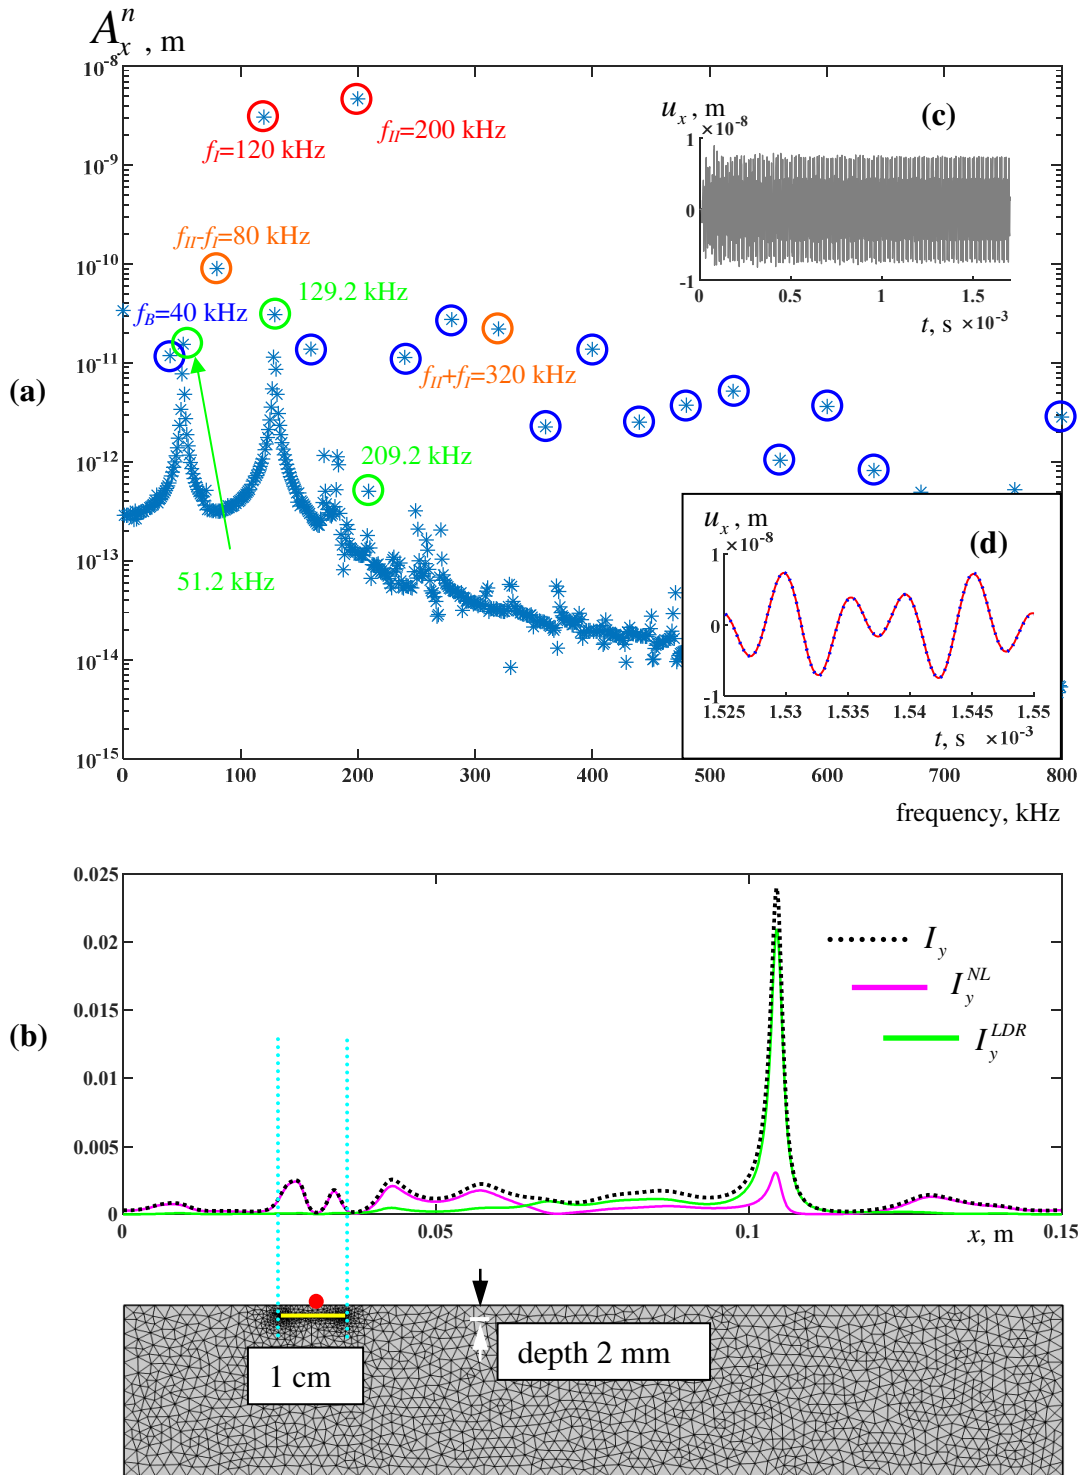 A_x^n , m
(a)
10^-8
10^-9
10^-10
10^-11
10^-12
10^-13
10^-14
10^-15
0 100 200 300 400 500 600 700 800
frequency, kHz
f_I=120 kHz
f_II=200 kHz
f_II-f_I=80 kHz
129.2 kHz
f_B=40 kHz
f_II+f_I=320 kHz
209.2 kHz
51.2 kHz
(c)
u_x , m
×10^-8
1
0
-1
0 0.5 1 1.5
t, s ×10^-3
(d)
u_x , m
×10^-8
1
0
-1
1.525 1.53 1.535 1.54 1.545 1.55
t, s ×10^-3
(b)
0.025
0.02
0.015
0.01
0.005
0
0 0.05 0.1 0.15
x, m
I_y
I_y^NL
I_y^LDR
1 cm
depth 2 mm